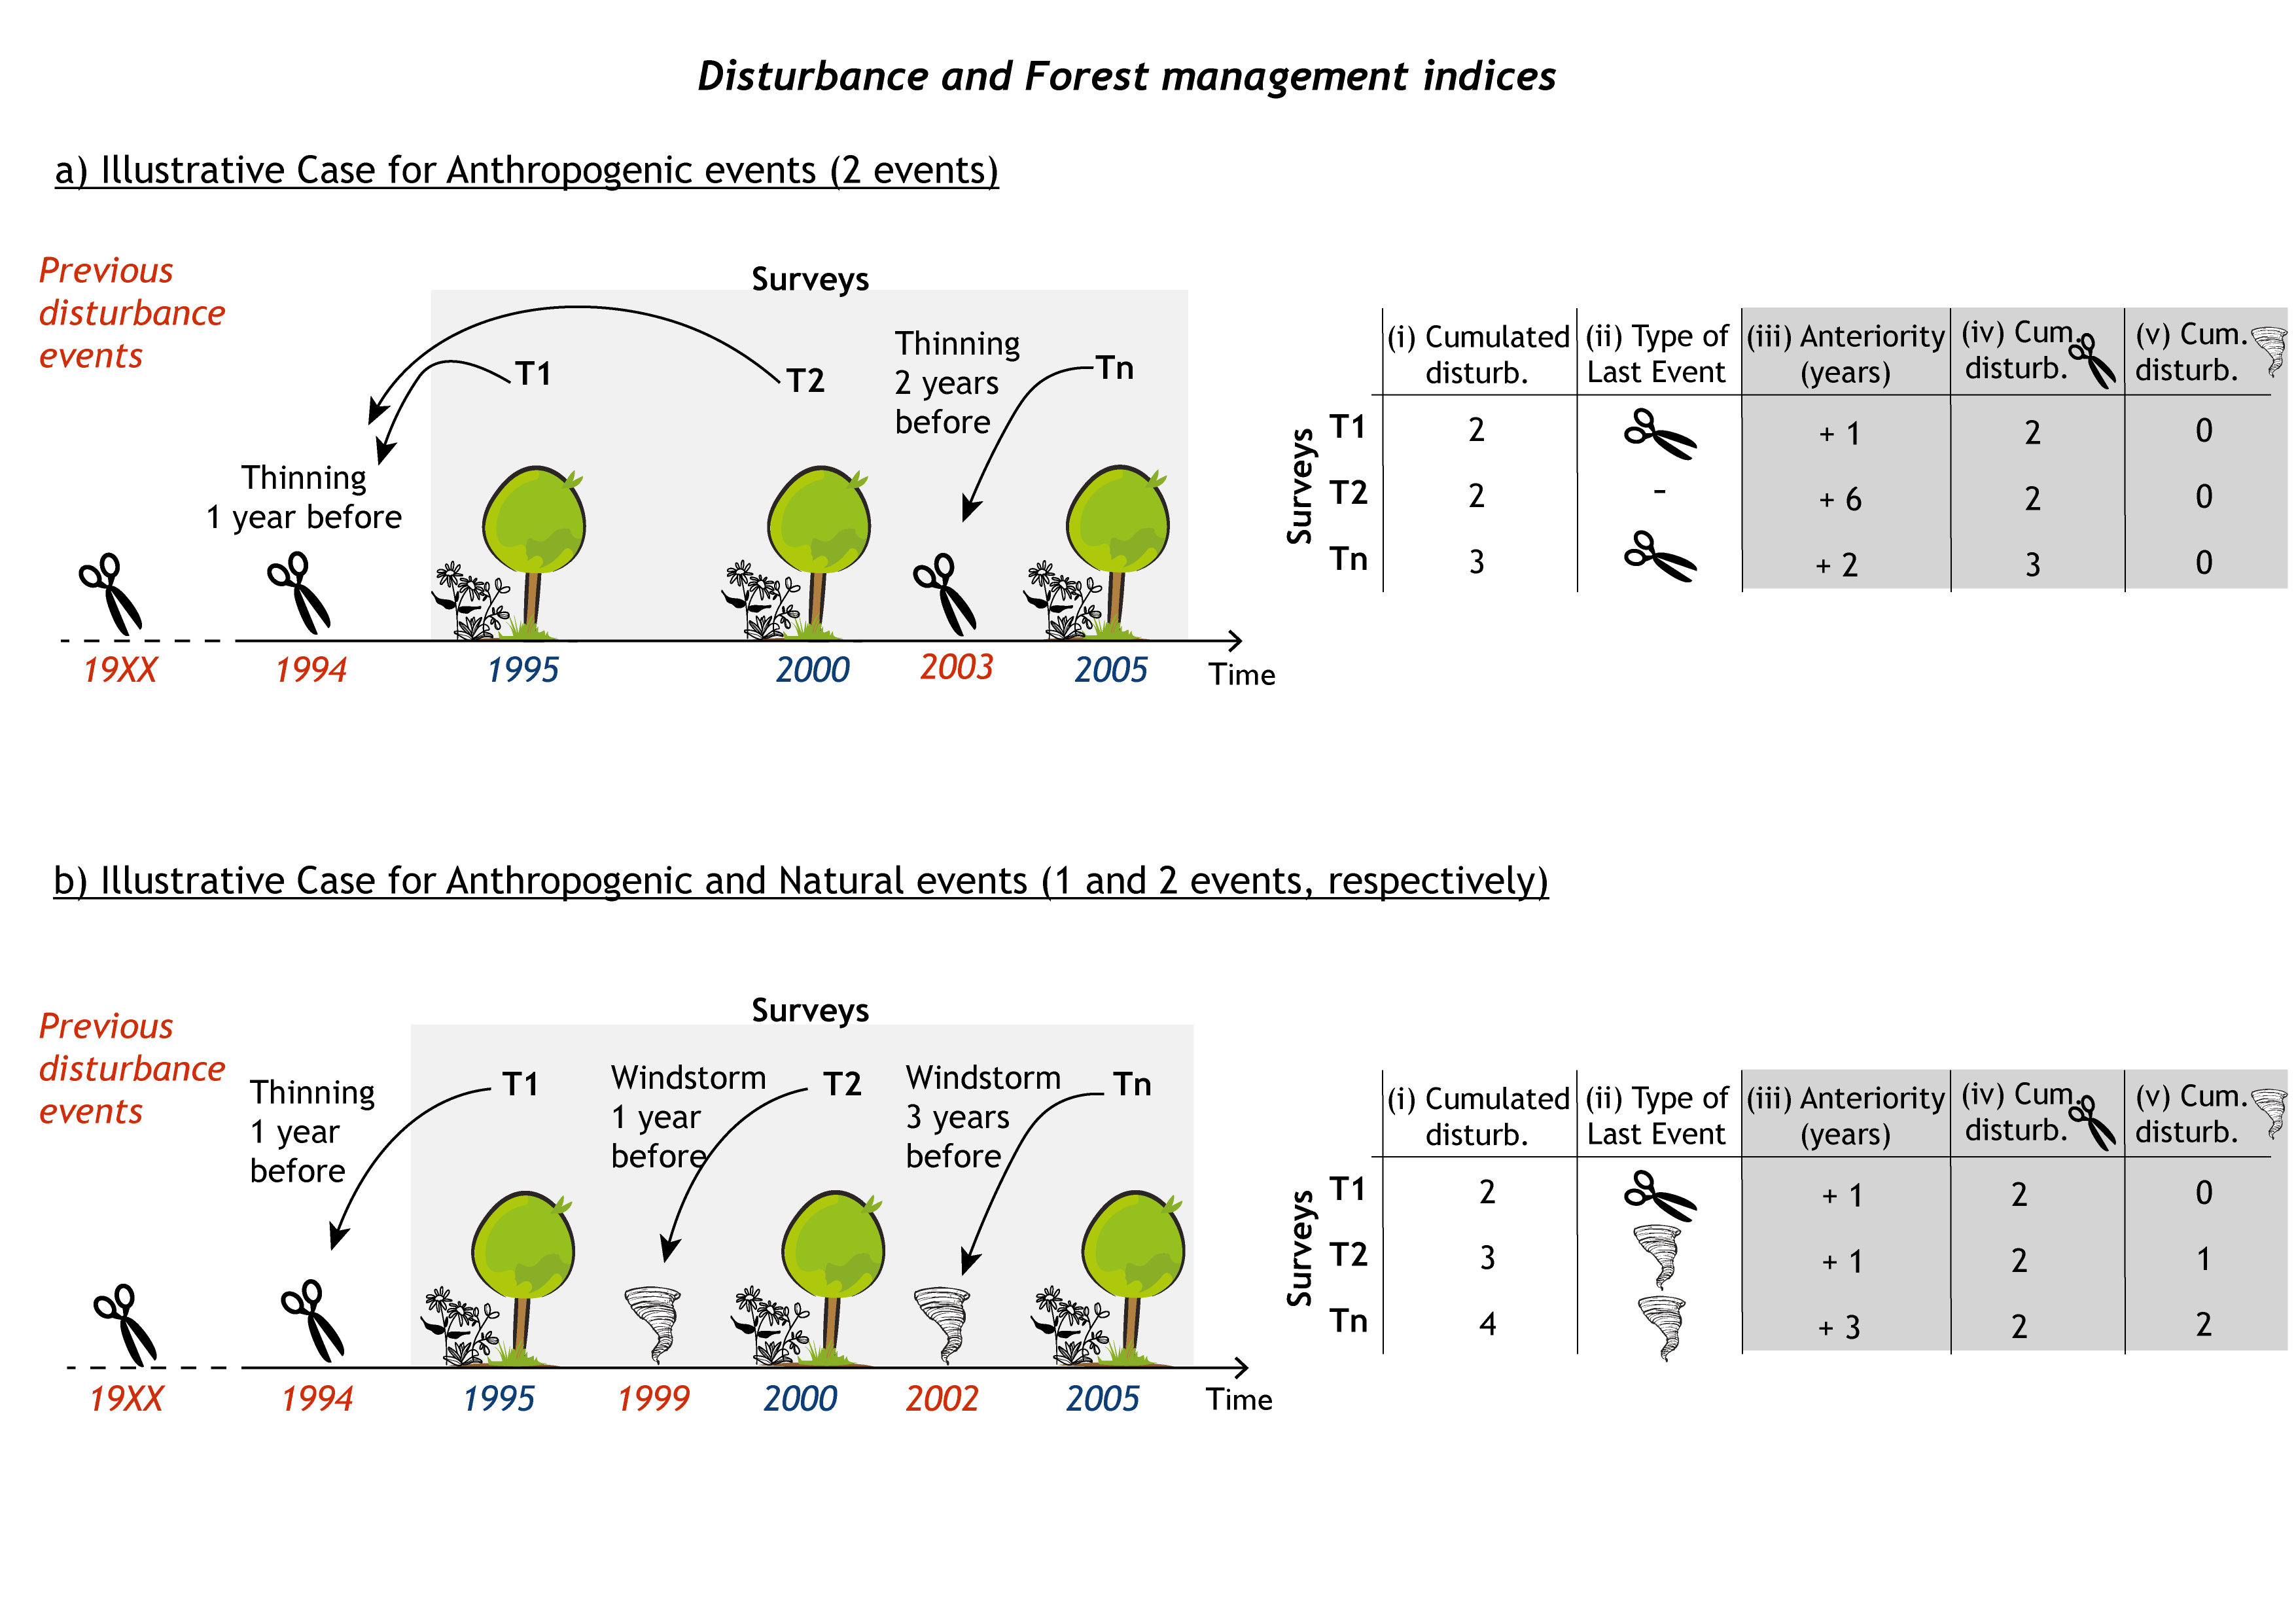 Disturbance and Forest management indices
a) Illustrative Case for Anthropogenic events (2 events)
Previous
disturbance
events
Surveys
T1
T2
Thinning
2 years
before
Tn
Thinning
1 year before
19XX
1994
1995
2000
2003
2005
Time
(i) Cumulated
disturb.
(ii) Type of
Last Event
(iii) Anteriority
(years)
(iv) Cum.
disturb.
(v) Cum.
disturb.
Surveys
T1 2 + 1 2 0
T2 2 - + 6 2 0
Tn 3 + 2 3 0
b) Illustrative Case for Anthropogenic and Natural events (1 and 2 events, respectively)
Previous
disturbance
events
Surveys
Thinning
1 year
before
T1
Windstorm
1 year
before
T2
Windstorm
3 years
before
Tn
19XX
1994
1995
1999
2000
2002
2005
Time
(i) Cumulated
disturb.
(ii) Type of
Last Event
(iii) Anteriority
(years)
(iv) Cum.
disturb.
(v) Cum.
disturb.
Surveys
T1 2 + 1 2 0
T2 3 + 1 2 1
Tn 4 + 3 2 2